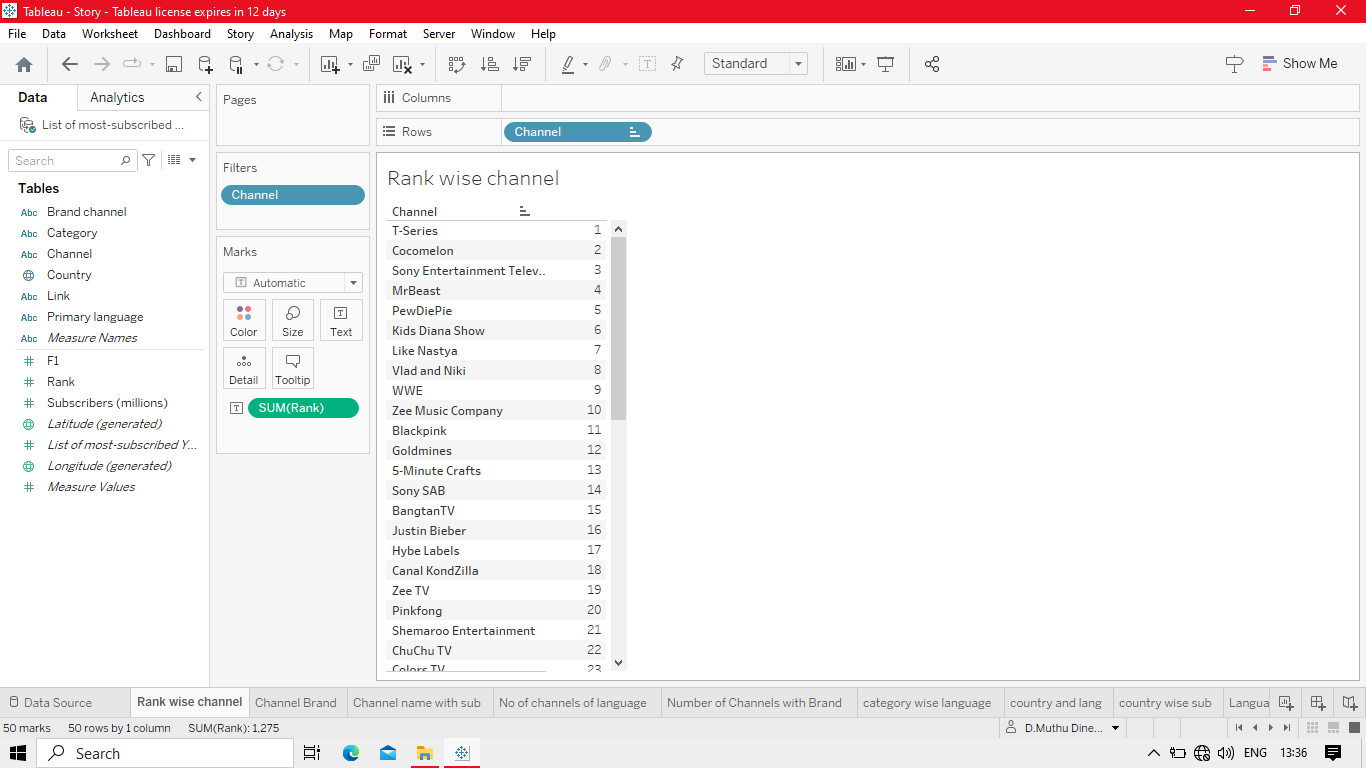 Tableau - Story - Tableau license expires in 12 days
File Data Worksheet Dashboard Story Analysis Map Format Server Window Help
Standard
Show Me
Data Analytics
List of most-subscribed ...
Search
Tables
Abc Brand channel
Abc Category
Abc Channel
Country
Abc Link
Abc Primary language
Abc Measure Names
F1
Rank
Subscribers (millions)
Latitude (generated)
List of most-subscribed Y...
Longitude (generated)
Measure Values
Pages
Filters
Channel
Marks
Automatic
Color Size Text
Detail Tooltip
SUM(Rank)
Columns
Rows Channel
Rank wise channel
Channel
T-Series 1
Cocomelon 2
Sony Entertainment Telev.. 3
MrBeast 4
PewDiePie 5
Kids Diana Show 6
Like Nastya 7
Vlad and Niki 8
WWE 9
Zee Music Company 10
Blackpink 11
Goldmines 12
5-Minute Crafts 13
Sony SAB 14
BangtanTV 15
Justin Bieber 16
Hybe Labels 17
Canal KondZilla 18
Zee TV 19
Pinkfong 20
Shemaroo Entertainment 21
ChuChu TV 22
Colors TV 23
Data Source Rank wise channel Channel Brand Channel name with sub No of channels of language Number of Channels with Brand category wise language country and lang country wise sub Langua
50 marks 50 rows by 1 column SUM(Rank): 1,275 D.Muthu Dine...
Search ENG 13:36